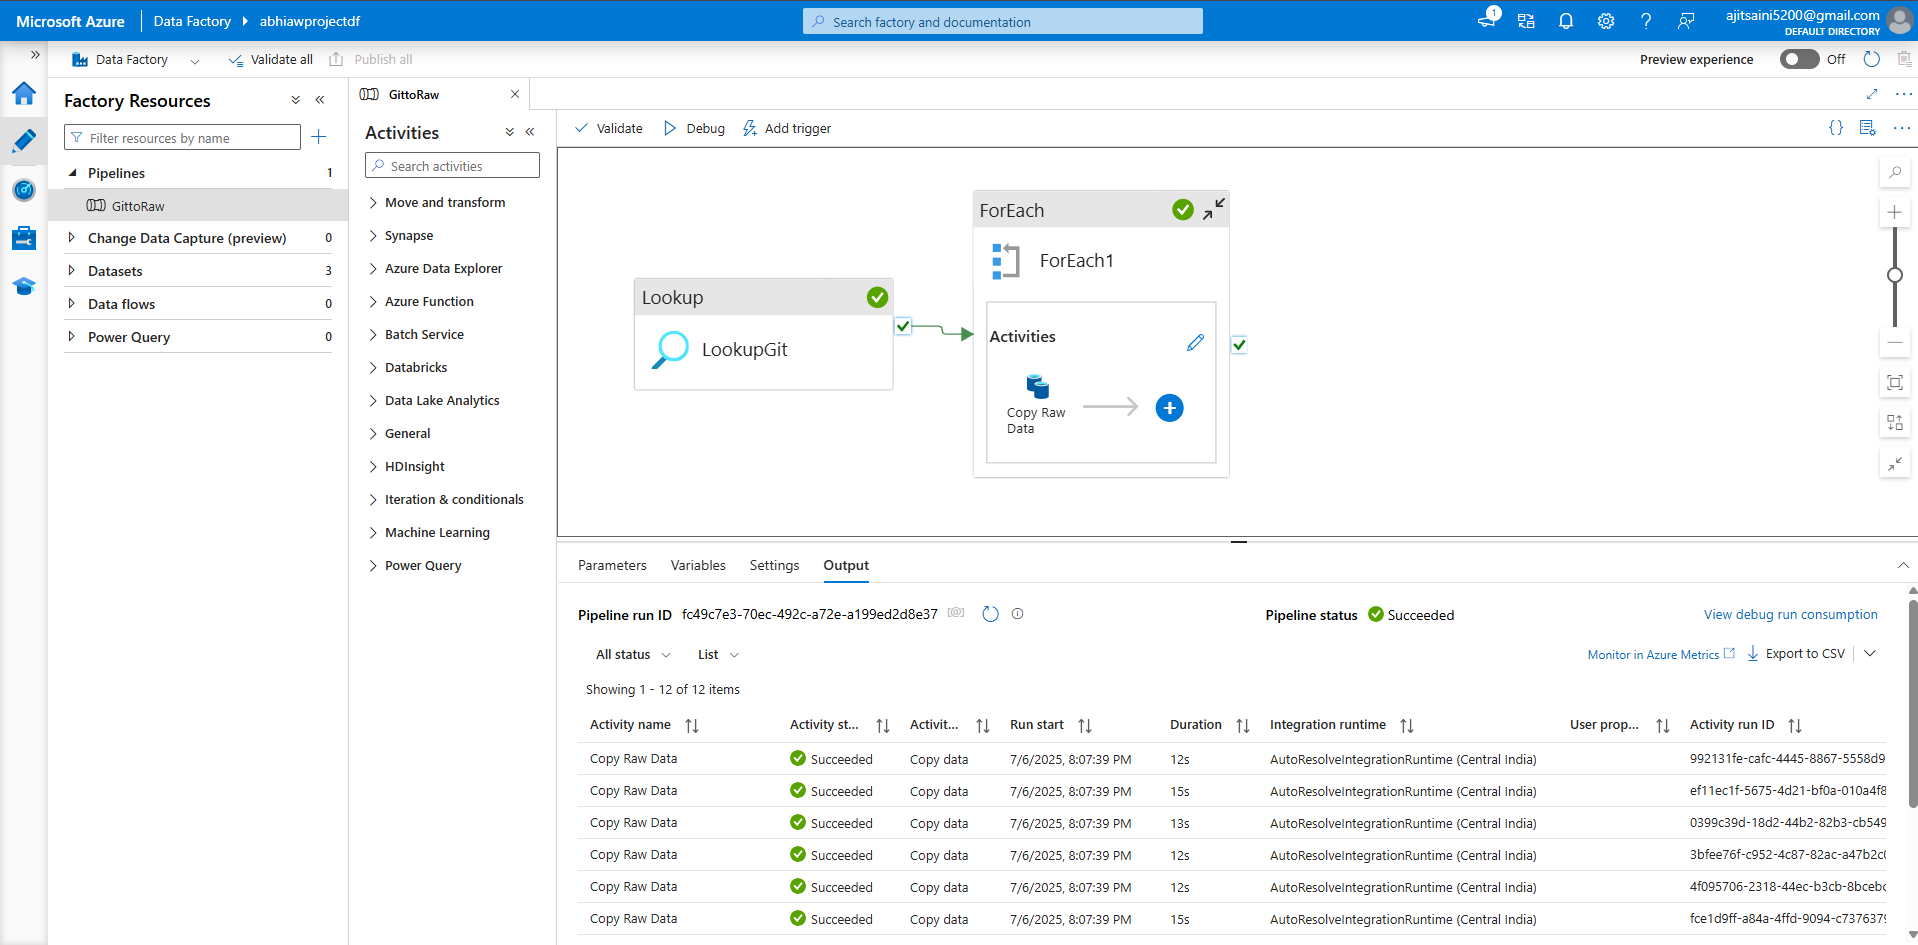 Microsoft Azure
Data Factory
abhiawprojectdf
Search factory and documentation
1
ajitsaini5200@gmail.com
DEFAULT DIRECTORY
Data Factory
Validate all
Publish all
Preview experience
Off
Factory Resources
Filter resources by name
Pipelines 1
GittoRaw
Change Data Capture (preview) 0
Datasets 3
Data flows 0
Power Query 0
GittoRaw
Activities
Search activities
Move and transform
Synapse
Azure Data Explorer
Azure Function
Batch Service
Databricks
Data Lake Analytics
General
HDInsight
Iteration & conditionals
Machine Learning
Power Query
Validate
Debug
Add trigger
Lookup
LookupGit
ForEach
ForEach1
Activities
Copy Raw
Data
Parameters Variables Settings Output
Pipeline run ID fc49c7e3-70ec-492c-a72e-a199ed2d8e37
Pipeline status Succeeded
View debug run consumption
All status
List
Monitor in Azure Metrics
Export to CSV
Showing 1 - 12 of 12 items
Activity name Activity st... Activit... Run start Duration Integration runtime User prop... Activity run ID
Copy Raw Data Succeeded Copy data 7/6/2025, 8:07:39 PM 12s AutoResolveIntegrationRuntime (Central India) 992131fe-cafc-4445-8867-5558d9
Copy Raw Data Succeeded Copy data 7/6/2025, 8:07:39 PM 15s AutoResolveIntegrationRuntime (Central India) ef11ec1f-5675-4d21-bf0a-010a4f8
Copy Raw Data Succeeded Copy data 7/6/2025, 8:07:39 PM 13s AutoResolveIntegrationRuntime (Central India) 0399c39d-18d2-44b2-82b3-cb549
Copy Raw Data Succeeded Copy data 7/6/2025, 8:07:39 PM 12s AutoResolveIntegrationRuntime (Central India) 3bfee76f-c952-4c87-82ac-a47b2c0
Copy Raw Data Succeeded Copy data 7/6/2025, 8:07:39 PM 12s AutoResolveIntegrationRuntime (Central India) 4f095706-2318-44ec-b3cb-8bcebc
Copy Raw Data Succeeded Copy data 7/6/2025, 8:07:39 PM 15s AutoResolveIntegrationRuntime (Central India) fce1d9ff-a84a-4ffd-9094-c7376379